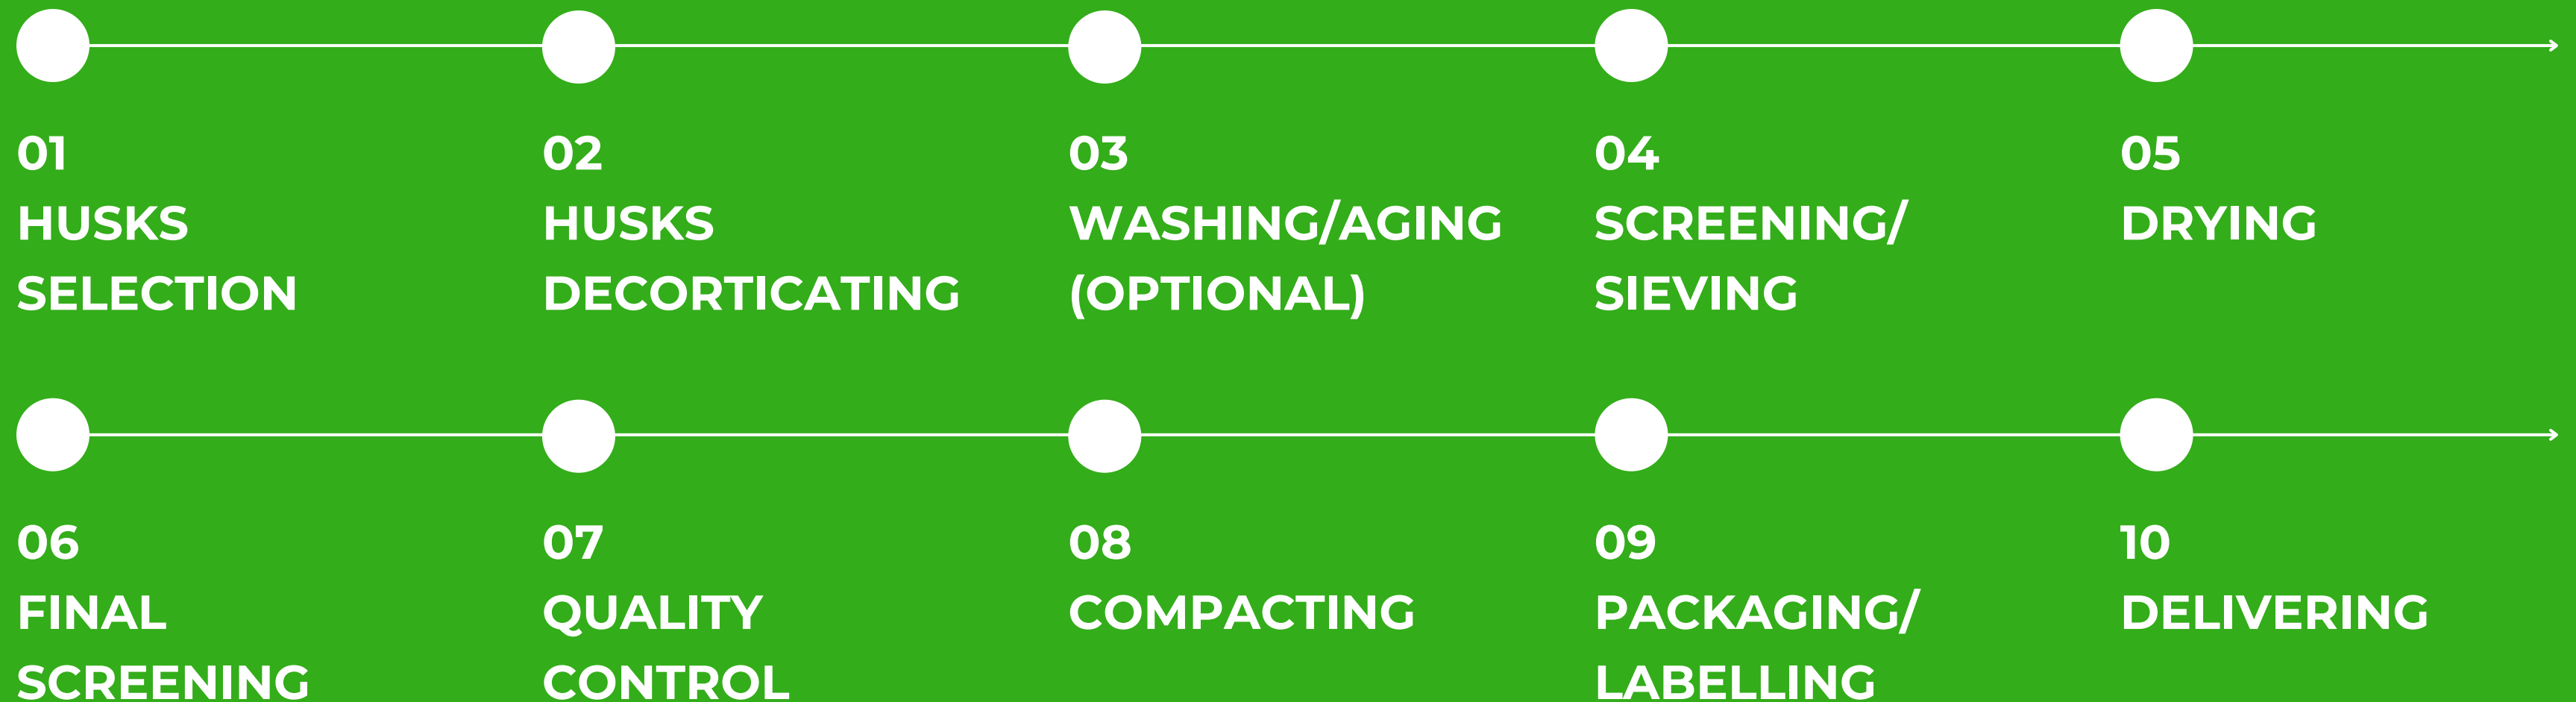 01
HUSKS
SELECTION
02
HUSKS
DECORTICATING
03
WASHING/AGING
(OPTIONAL)
04
SCREENING/
SIEVING
05
DRYING
06
FINAL
SCREENING
07
QUALITY
CONTROL
08
COMPACTING
09
PACKAGING/
LABELLING
10
DELIVERING